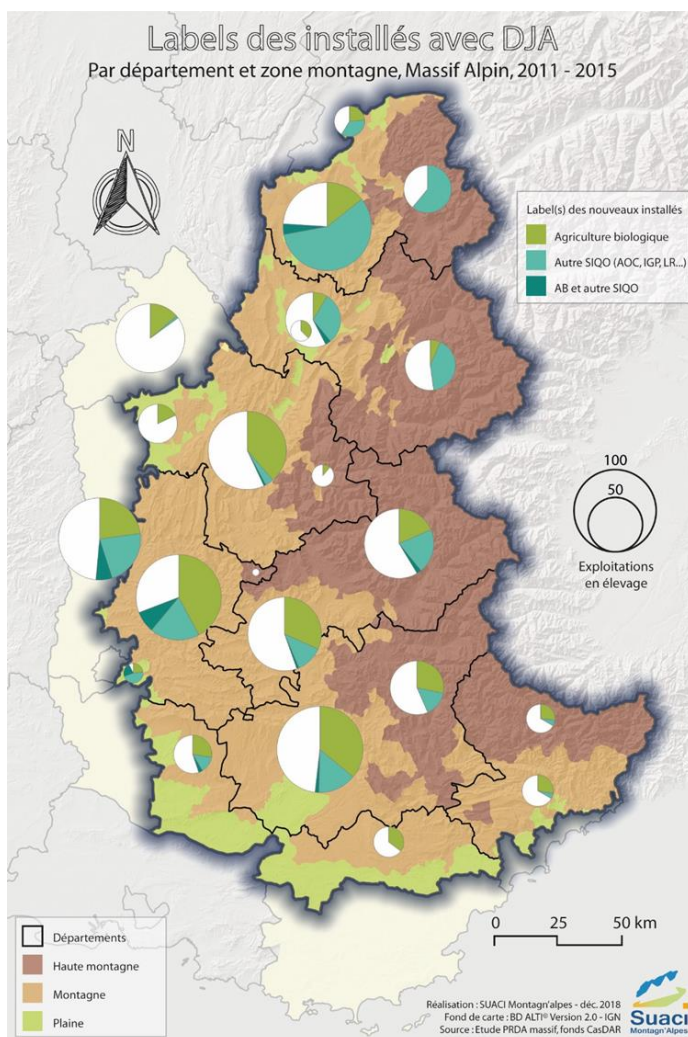 Labels des installés avec DJA
Par département et zone montagne, Massif Alpin, 2011 - 2015
N
Label(s) des nouveaux installés
Agriculture biologique
Autre SIQO (AOC, IGP, LR...)
AB et autre SIQO
100
50
Exploitations
en élevage
0 25 50 km
Départements
Haute montagne
Montagne
Plaine
Réalisation : SUACI Montagn'alpes - déc. 2018
Fond de carte : BD ALTI® Version 2.0 - IGN
Source : Etude PRDA massif, fonds CasDAR
Suaci
Montagn'Alpes